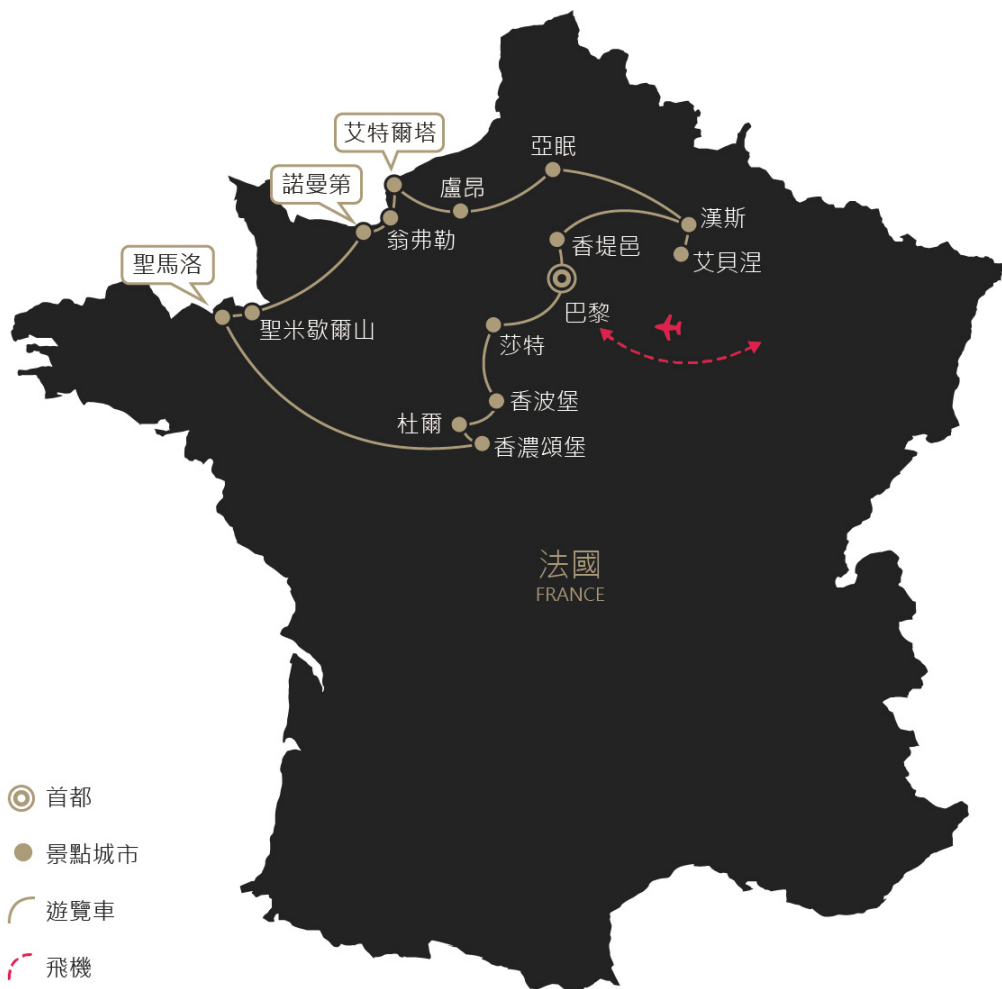 艾特爾塔
亞眠
諾曼第
盧昂
漢斯
翁弗勒
香堤邑
艾貝涅
聖馬洛
巴黎
聖米歇爾山
莎特
香波堡
杜爾
香濃頌堡
法國
FRANCE
首都
景點城市
遊覽車
飛機